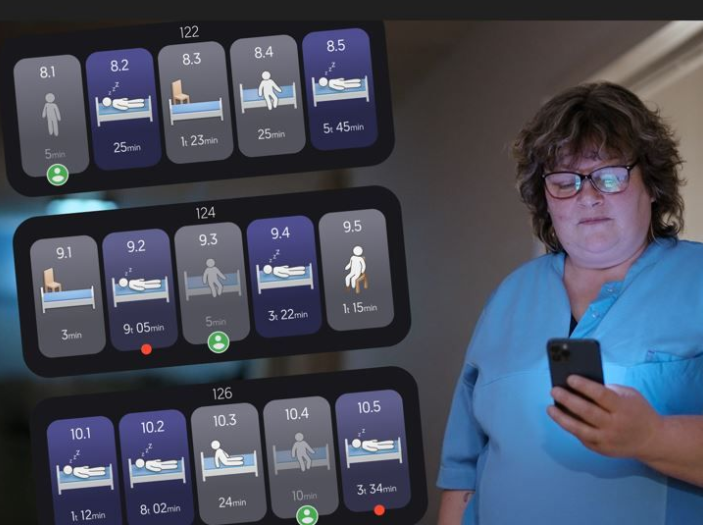 122
8.1 8.2 8.3 8.4 8.5
z z z z z z
5min 25min 1t 23min 25min 5t 45min
124
9.1 9.2 9.3 9.4 9.5
z z z z z z
3min 9t 05min 5min 3t 22min 1t 15min
126
10.1 10.2 10.3 10.4 10.5
z z z z z z z z z
1t 12min 8t 02min 24min 10min 3t 34min